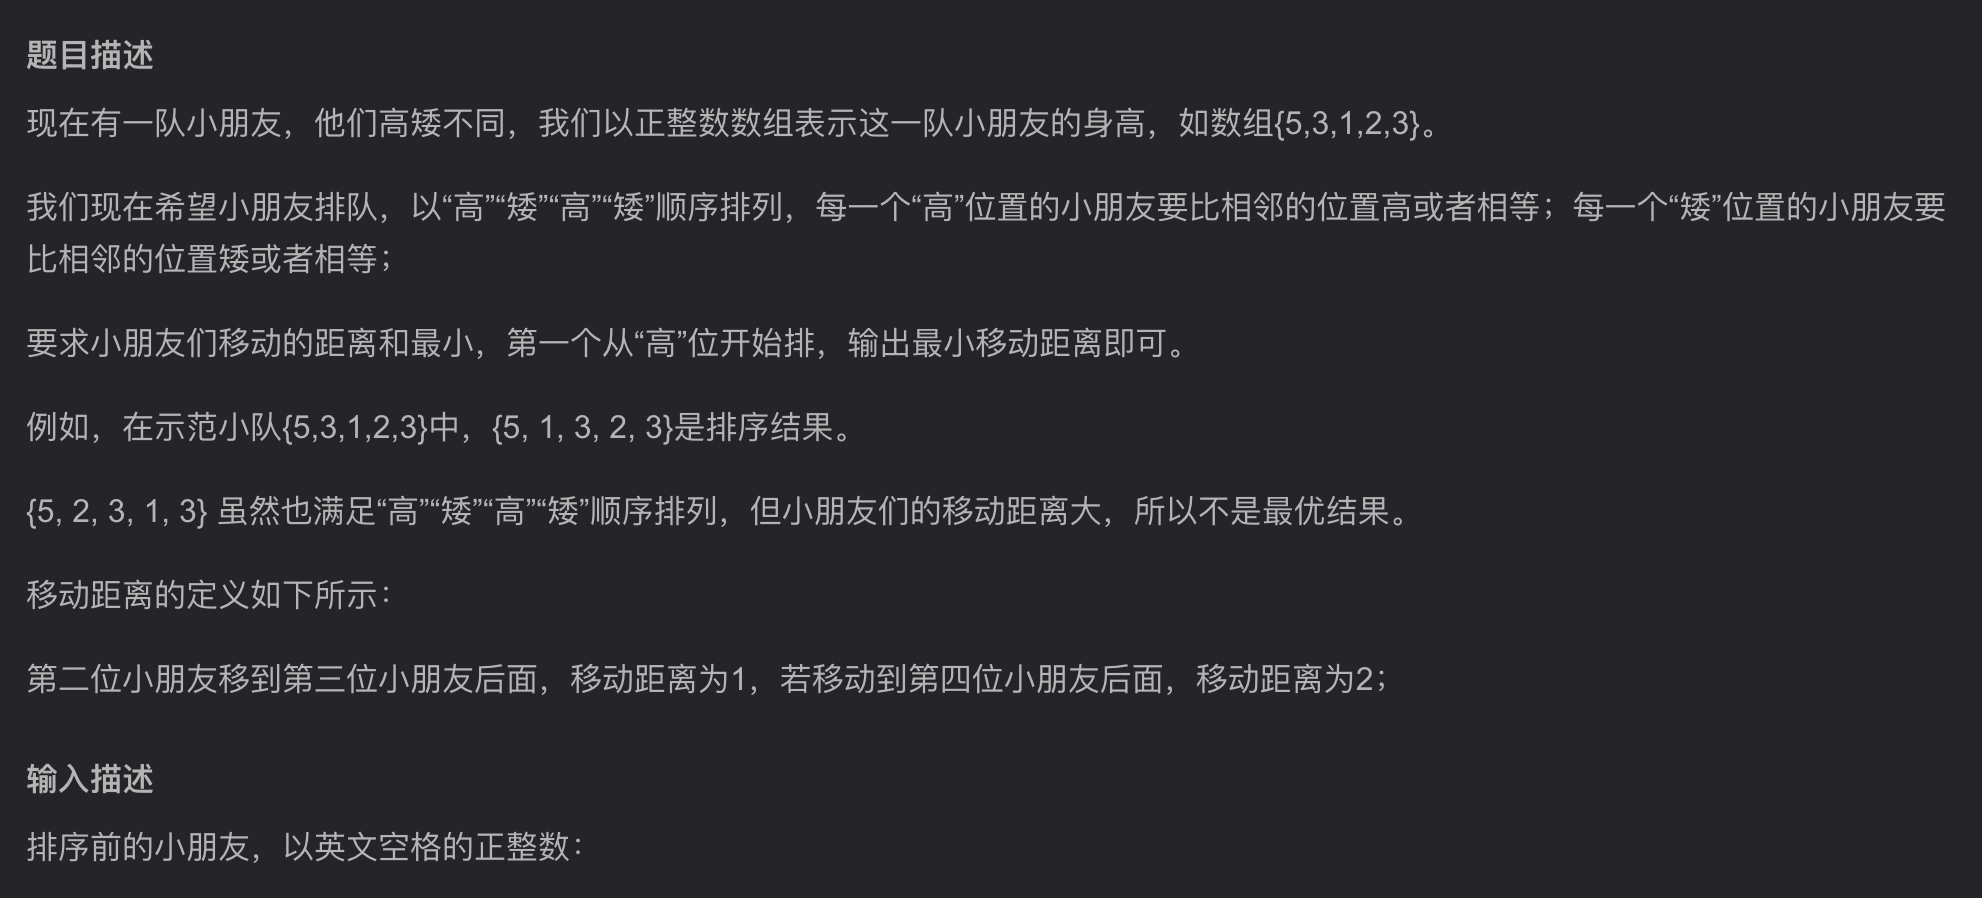 题目描述
现在有一队小朋友，他们高矮不同，我们以正整数数组表示这一队小朋友的身高，如数组{5,3,1,2,3}。
我们现在希望小朋友排队，以“高”“矮”“高”“矮”顺序排列，每一个“高”位置的小朋友要比相邻的位置高或者相等；每一个“矮”位置的小朋友要
比相邻的位置矮或者相等；
要求小朋友们移动的距离和最小，第一个从“高”位开始排，输出最小移动距离即可。
例如，在示范小队{5,3,1,2,3}中，{5, 1, 3, 2, 3}是排序结果。
{5, 2, 3, 1, 3} 虽然也满足“高”“矮”“高”“矮”顺序排列，但小朋友们的移动距离大，所以不是最优结果。
移动距离的定义如下所示：
第二位小朋友移到第三位小朋友后面，移动距离为1，若移动到第四位小朋友后面，移动距离为2；
输入描述
排序前的小朋友，以英文空格的正整数：